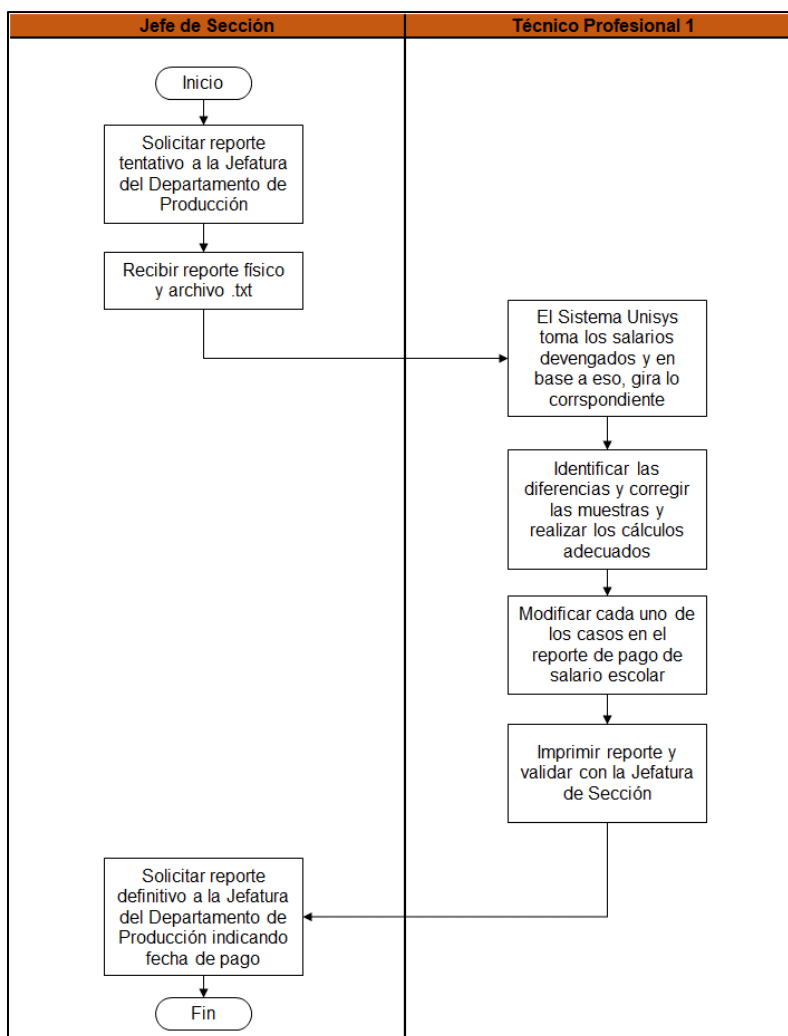 Jefe de Sección
Técnico Profesional 1
Inicio
Solicitar reporte
tentativo a la Jefatura
del Departamento de
Producción
Recibir reporte físico
y archivo .txt
El Sistema Unisys
toma los salarios
devengados y en
base a eso, gira lo
corrspondiente
Identificar las
diferencias y corregir
las muestras y
realizar los cálculos
adecuados
Modificar cada uno de
los casos en el
reporte de pago de
salario escolar
Imprimir reporte y
validar con la Jefatura
de Sección
Solicitar reporte
definitivo a la Jefatura
del Departamento de
Producción indicando
fecha de pago
Fin